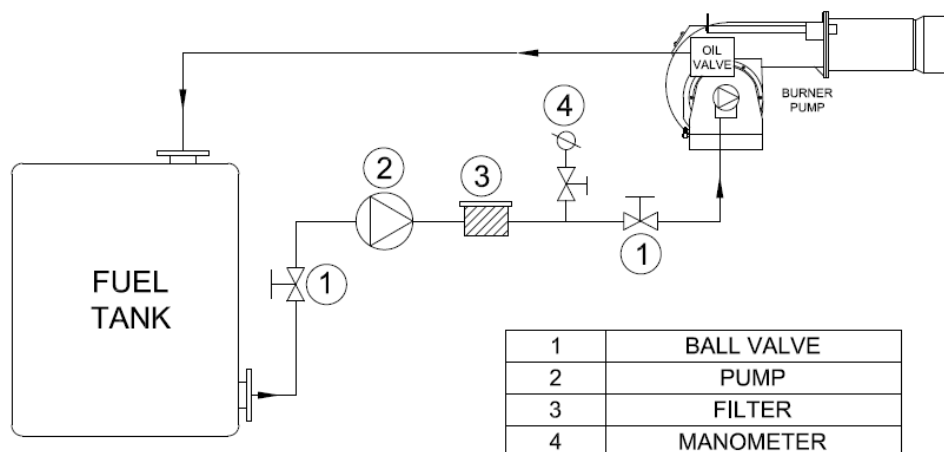 OIL
VALVE
BURNER
PUMP
4
2
3
1
1
FUEL
TANK
1 BALL VALVE
2 PUMP
3 FILTER
4 MANOMETER